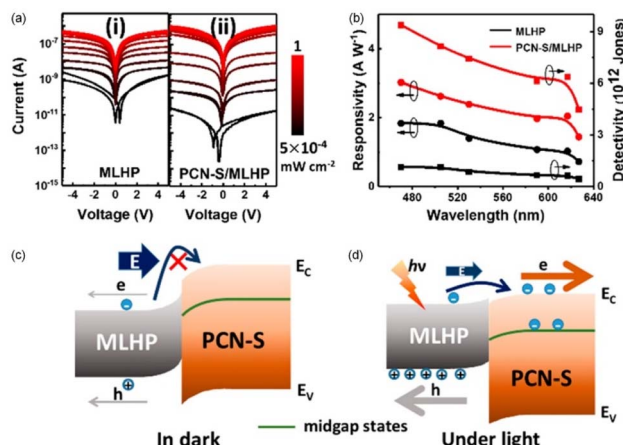 (a)
(i)
(ii)
Current (A)
10⁻⁷
10⁻⁹
10⁻¹¹
10⁻¹³
10⁻¹⁵
MLHP
PCN-S/MLHP
-4 -2 0 2 4
-4 -2 0 2 4
Voltage (V)
Voltage (V)
1
5×10⁻⁴
mW cm⁻²
(b)
MLHP
PCN-S/MLHP
Responsivity (A W⁻¹)
4
2
0
Detectivity (10¹² Jones)
9
6
3
0
480 520 560 600 640
Wavelength (nm)
(c)
E
e
-
MLHP
+
h
PCN-S
E_C
E_V
In dark
midgap states
(d)
hν
E
e
- - -
MLHP
- -
+ + + + +
h
PCN-S
E_C
E_V
Under light